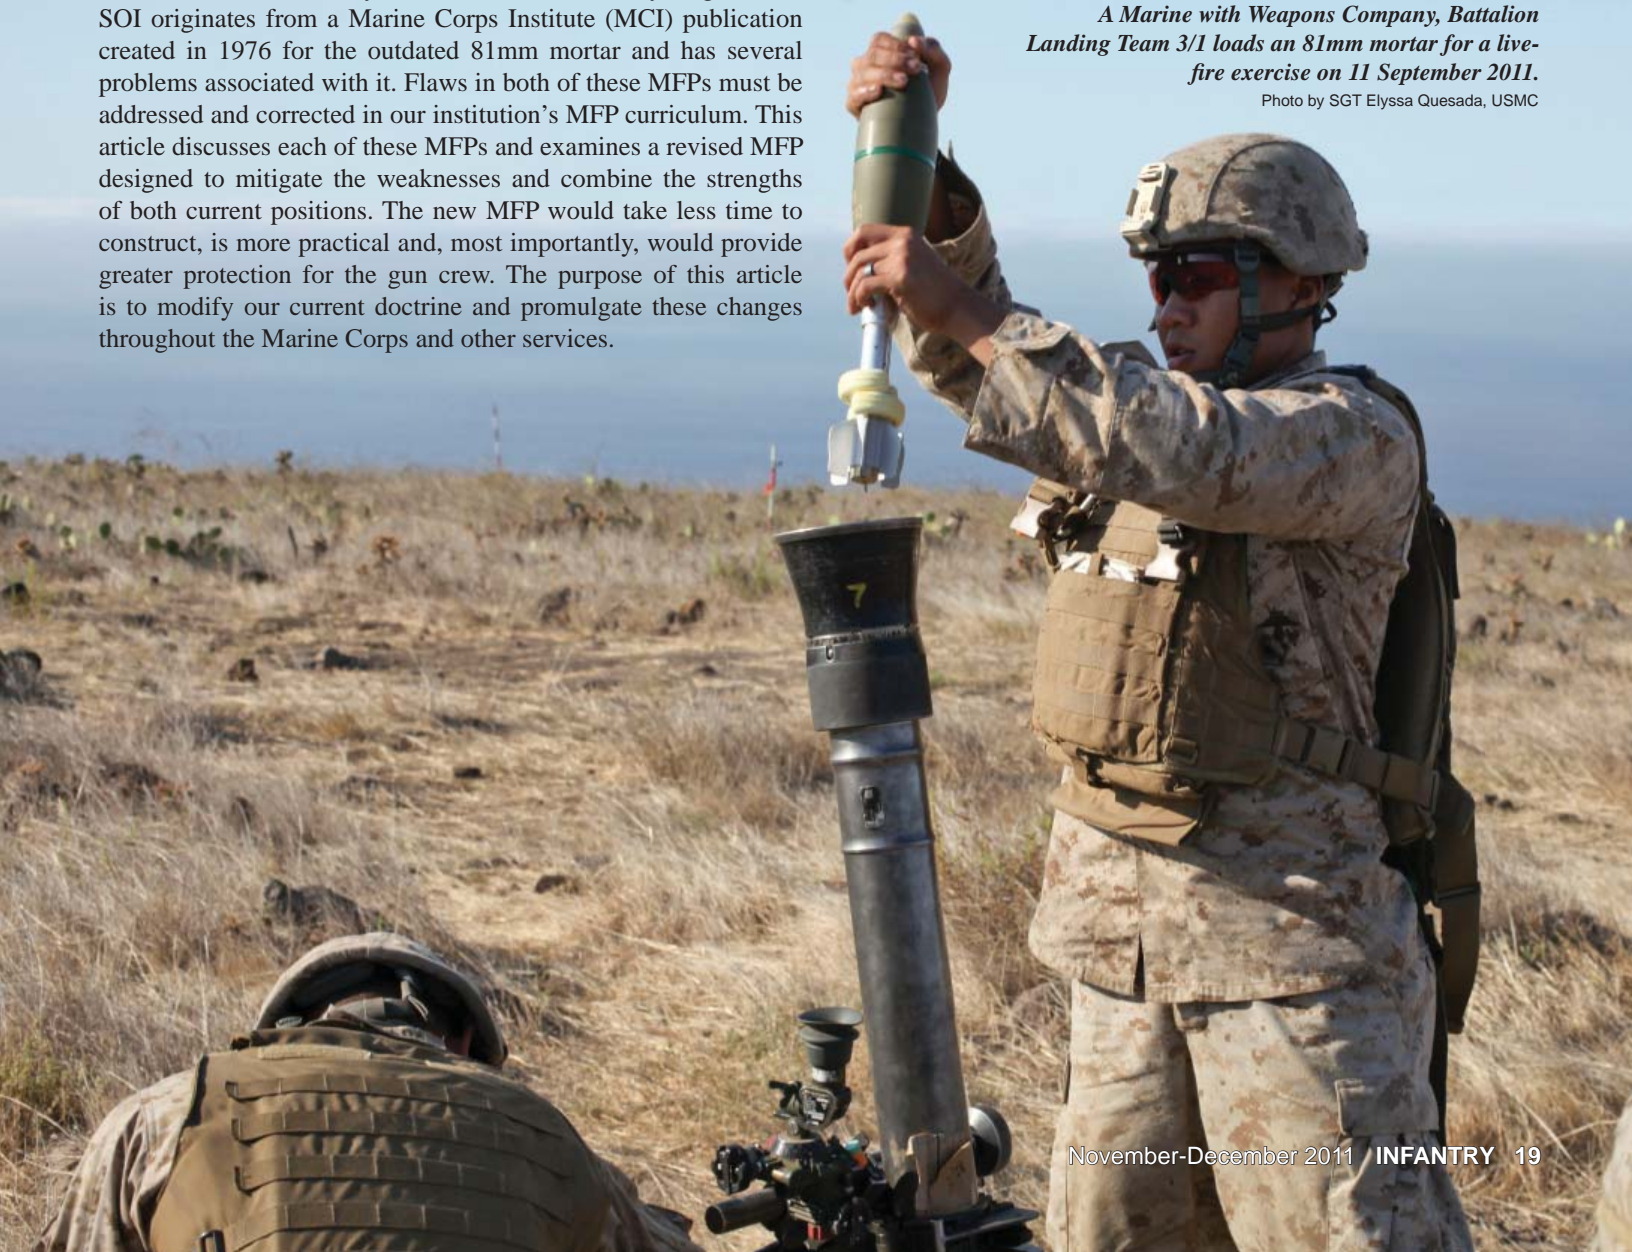 SOI originates from a Marine Corps Institute (MCI) publication
created in 1976 for the outdated 81mm mortar and has several
problems associated with it. Flaws in both of these MFPs must be
addressed and corrected in our institution's MFP curriculum. This
article discusses each of these MFPs and examines a revised MFP
designed to mitigate the weaknesses and combine the strengths
of both current positions. The new MFP would take less time to
construct, is more practical and, most importantly, would provide
greater protection for the gun crew. The purpose of this article
is to modify our current doctrine and promulgate these changes
throughout the Marine Corps and other services.
A Marine with Weapons Company, Battalion
Landing Team 3/1 loads an 81mm mortar for a live-
fire exercise on 11 September 2011.
Photo by SGT Elyssa Quesada, USMC
7
November-December 2011 INFANTRY 19